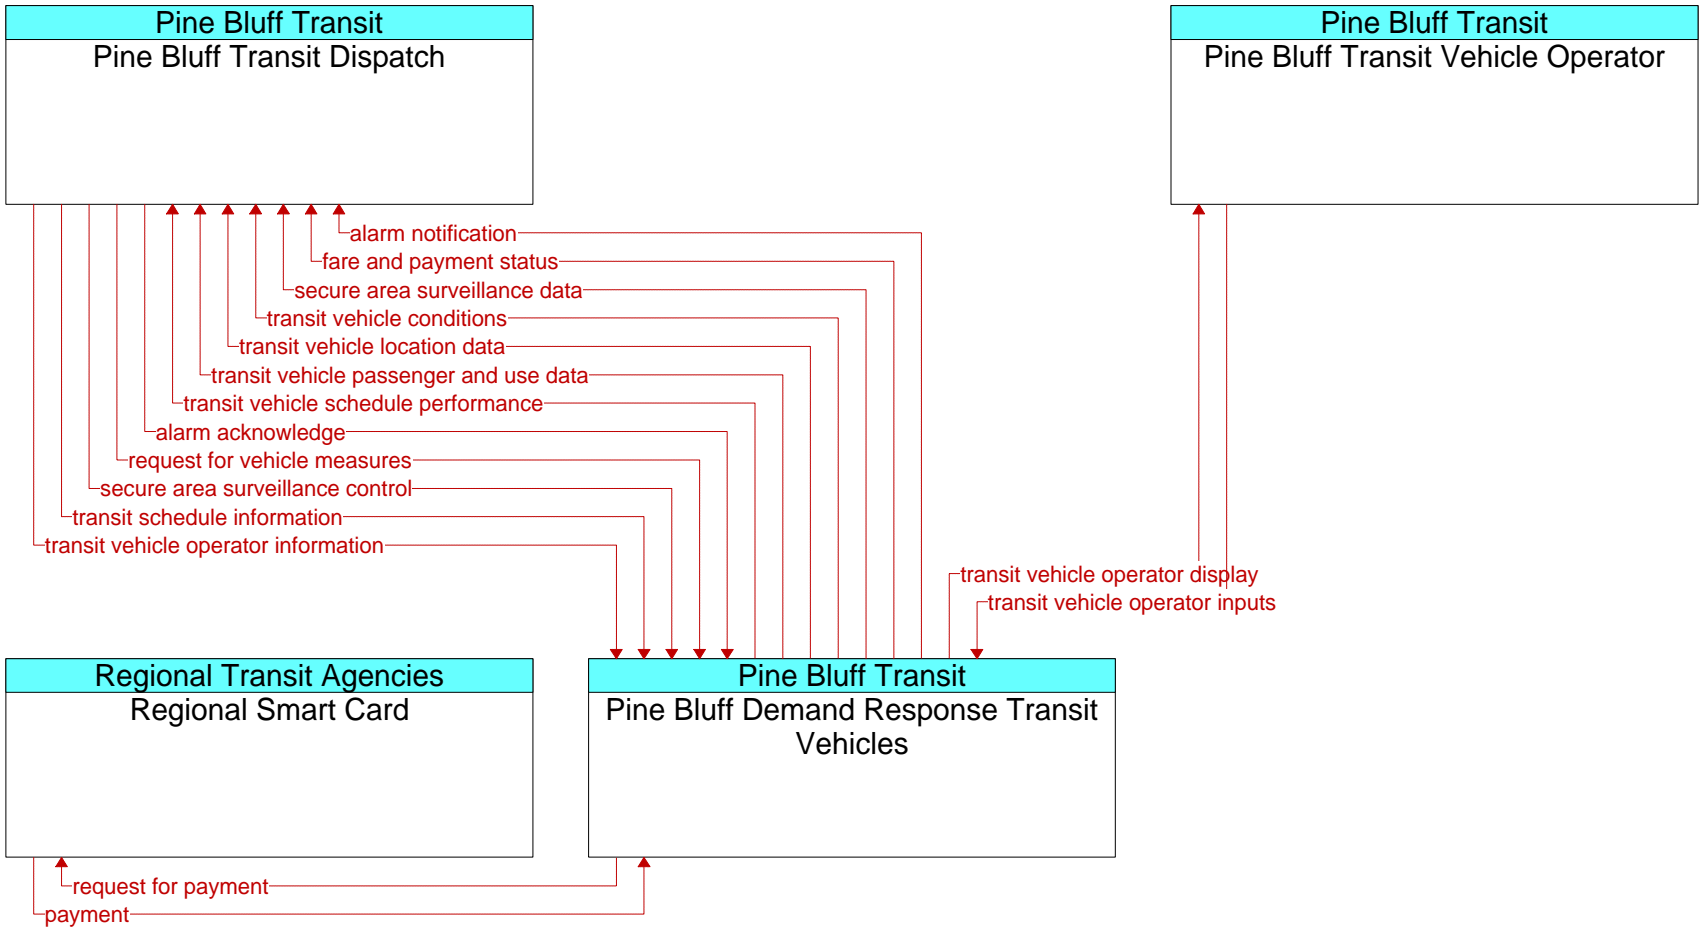 Pine Bluff Transit
Pine Bluff Transit Dispatch
Pine Bluff Transit
Pine Bluff Transit Vehicle Operator
alarm notification
fare and payment status
secure area surveillance data
transit vehicle conditions
transit vehicle location data
transit vehicle passenger and use data
transit vehicle schedule performance
alarm acknowledge
request for vehicle measures
secure area surveillance control
transit schedule information
transit vehicle operator information
transit vehicle operator display
transit vehicle operator inputs
Regional Transit Agencies
Regional Smart Card
Pine Bluff Transit
Pine Bluff Demand Response Transit
Vehicles
request for payment
payment